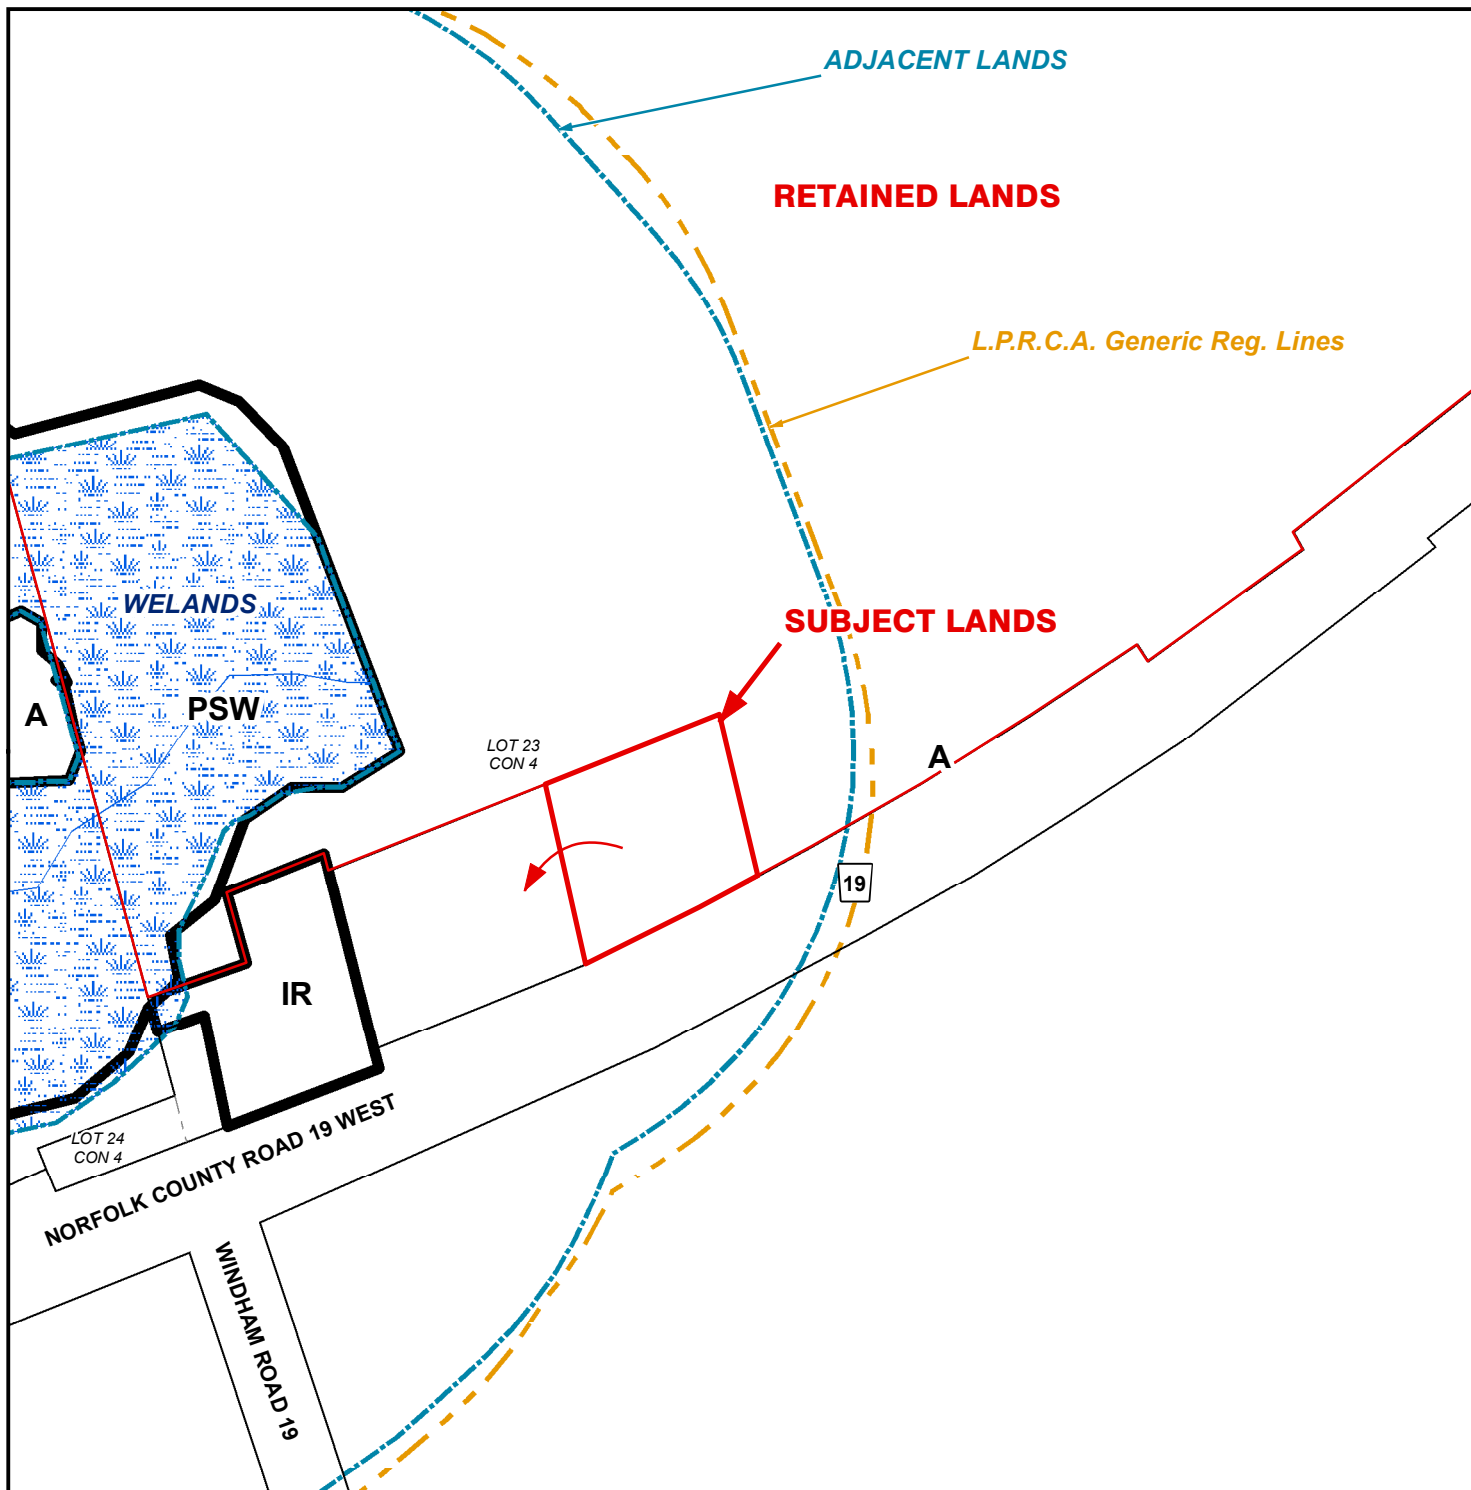 ADJACENT LANDS
RETAINED LANDS
L.P.R.C.A. Generic Reg. Lines
WELANDS
SUBJECT LANDS
PSW
A
LOT 23
CON 4
A
19
IR
NORFOLK COUNTY ROAD 19 WEST
LOT 24
CON 4
WINDHAM ROAD 19